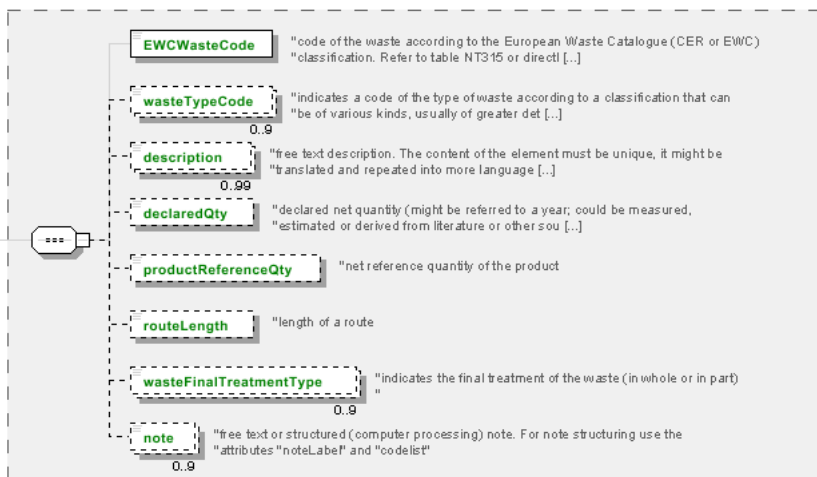 EWCWasteCode
"code of the waste according to the European Waste Catalogue (CER or EWC)
"classification. Refer to table NT315 or directl [...]
wasteTypeCode
"indicates a code of the type of waste according to a classification that can
"be of various kinds, usually of greater det [...]
0..9
description
"free text description. The content of the element must be unique, it might be
"translated and repeated into more language [...]
0..99
declaredQty
"declared net quantity (might be referred to a year; could be measured,
"estimated or derived from literature or other sou [...]
productReferenceQty
"net reference quantity of the product
routeLength
"length of a route
wasteFinalTreatmentType
"indicates the final treatment of the waste (in whole or in part)
"
0..9
note
"free text or structured (computer processing) note. For note structuring use the
"attributes "noteLabel" and "codelist"
0..9